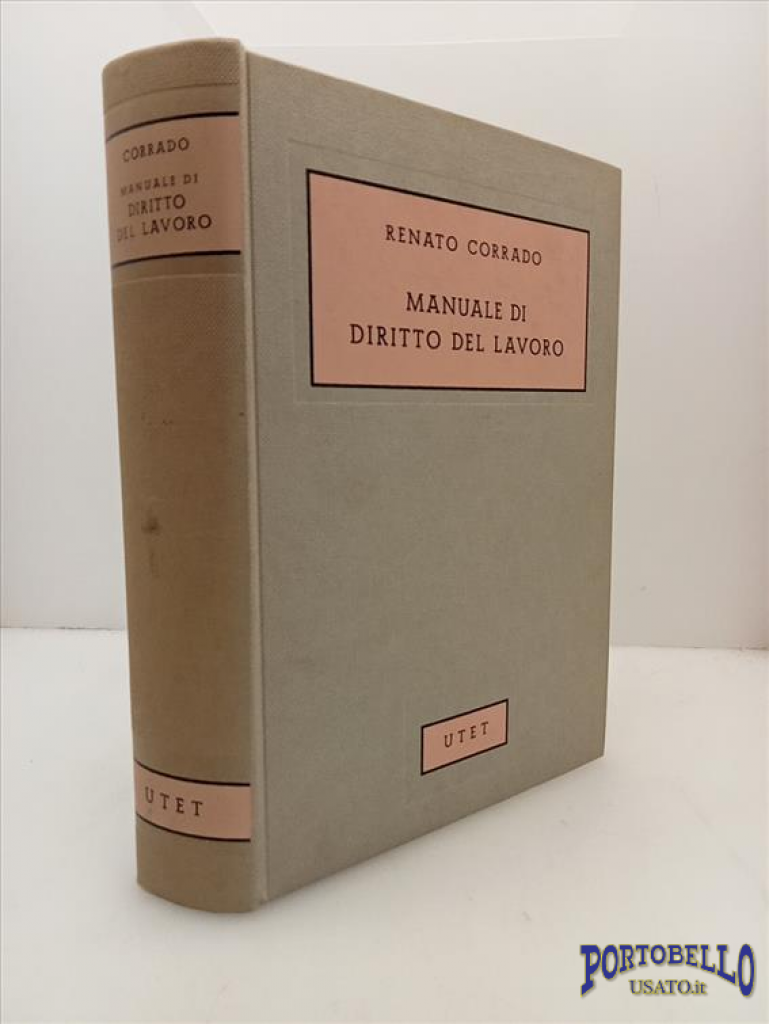 CORRADO
MANUALE DI
DIRITTO
DEL LAVORO
UTET
RENATO CORRADO
MANUALE DI
DIRITTO DEL LAVORO
UTET
PORTOBELLO
USATO.it